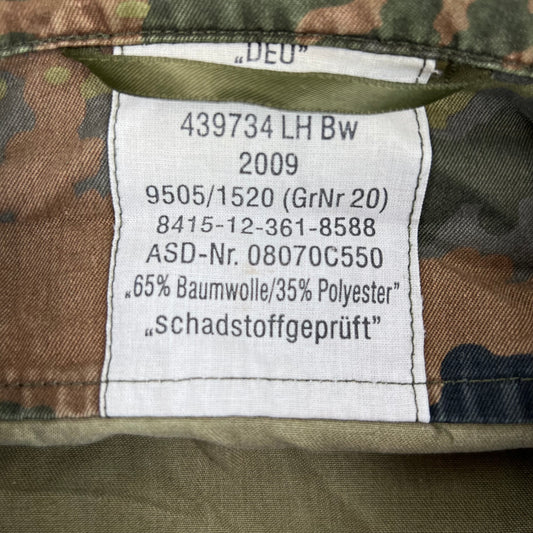 „DEU"
439734 LH Bw
2009
9505/1520 (GrNr 20)
8415-12-361-8588
ASD-Nr. 08070C550
„65% Baumwolle/35% Polyester"
„schadstoffgeprüft"